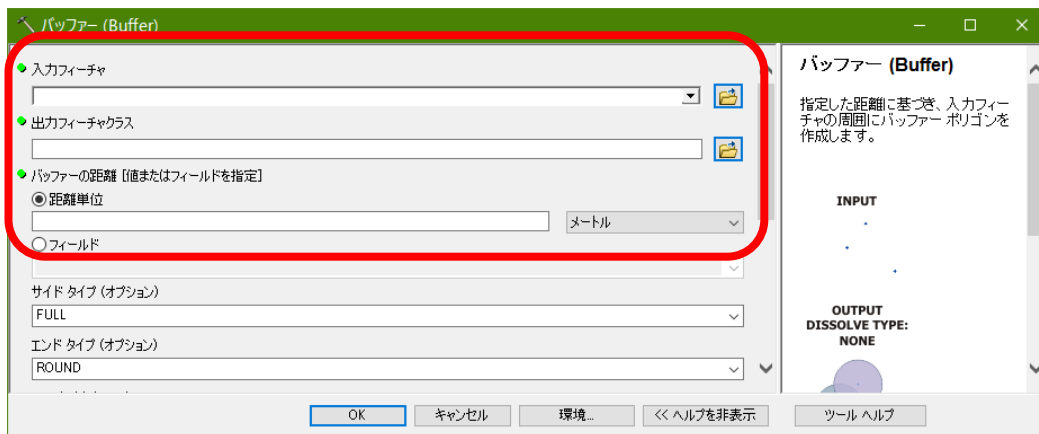 バッファー (Buffer)
入力フィーチャ
出力フィーチャクラス
バッファーの距離 [値またはフィールドを指定]
距離単位
メートル
フィールド
サイド タイプ (オプション)
FULL
エンド タイプ (オプション)
ROUND
OK
キャンセル
環境...
<< ヘルプを非表示
ツール ヘルプ
バッファー (Buffer)
指定した距離に基づき、入力フィー
チャの周囲にバッファー ポリゴンを
作成します。
INPUT
OUTPUT
DISSOLVE TYPE:
NONE